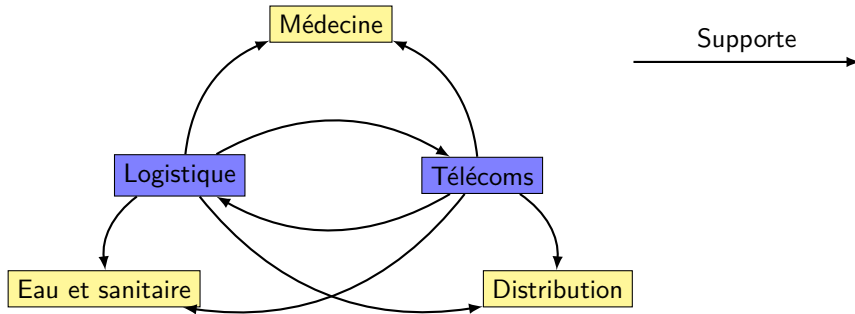 Médecine
Supporte
Logistique
Télécoms
Eau et sanitaire
Distribution